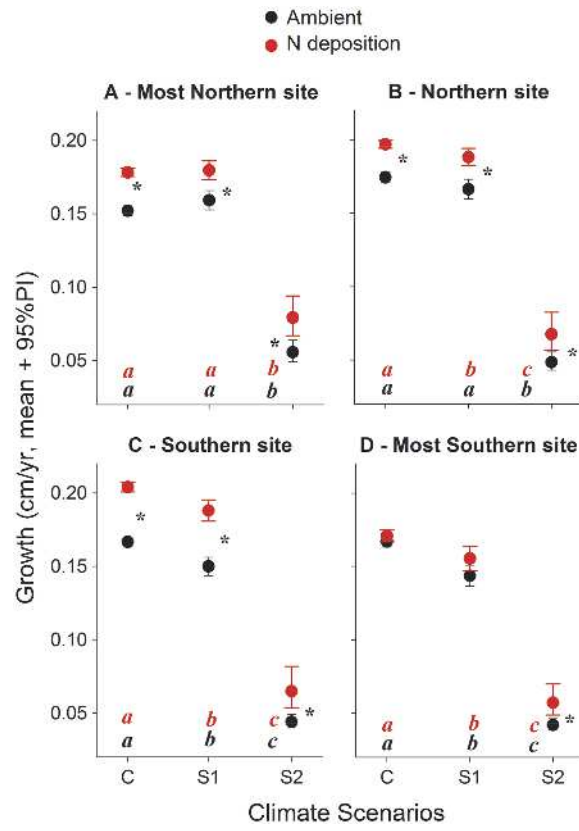 Ambient
N deposition
A - Most Northern site
B - Northern site
0.20
*
*
*
*
0.15
0.10
*
*
0.05
a a b
a a b
a b c
a a b
C - Southern site
D - Most Southern site
0.20
*
*
0.15
0.10
*
*
0.05
a b c
a b c
a b c
a b c
C S1 S2
C S1 S2
Growth (cm/yr, mean + 95%PI)
Climate Scenarios